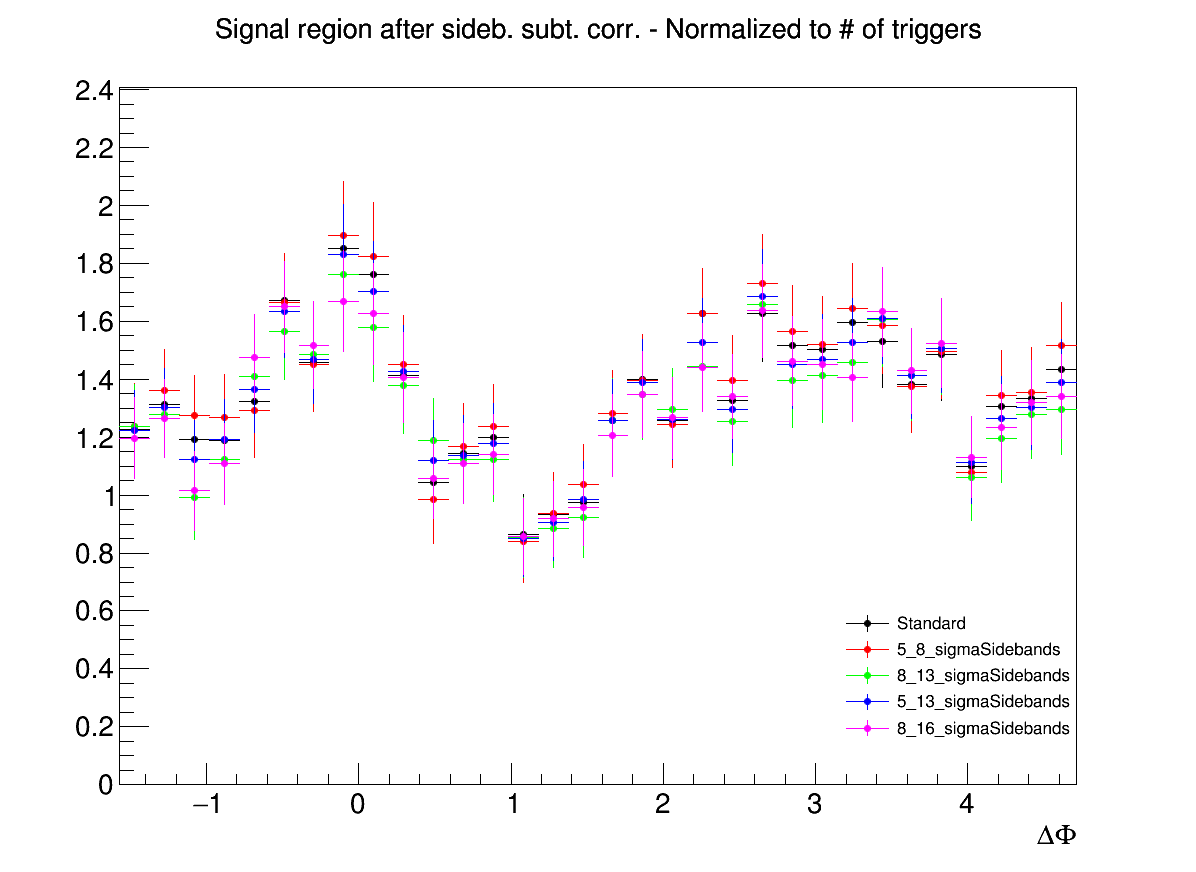 Signal region after sideb. subt. corr. - Normalized to # of triggers
2.4
2.2
2
1.8
1.6
1.4
1.2
1
0.8
0.6
0.4
0.2
0
Standard
5_8_sigmaSidebands
8_13_sigmaSidebands
5_13_sigmaSidebands
8_16_sigmaSidebands
−1 0 1 2 3 4
ΔΦ